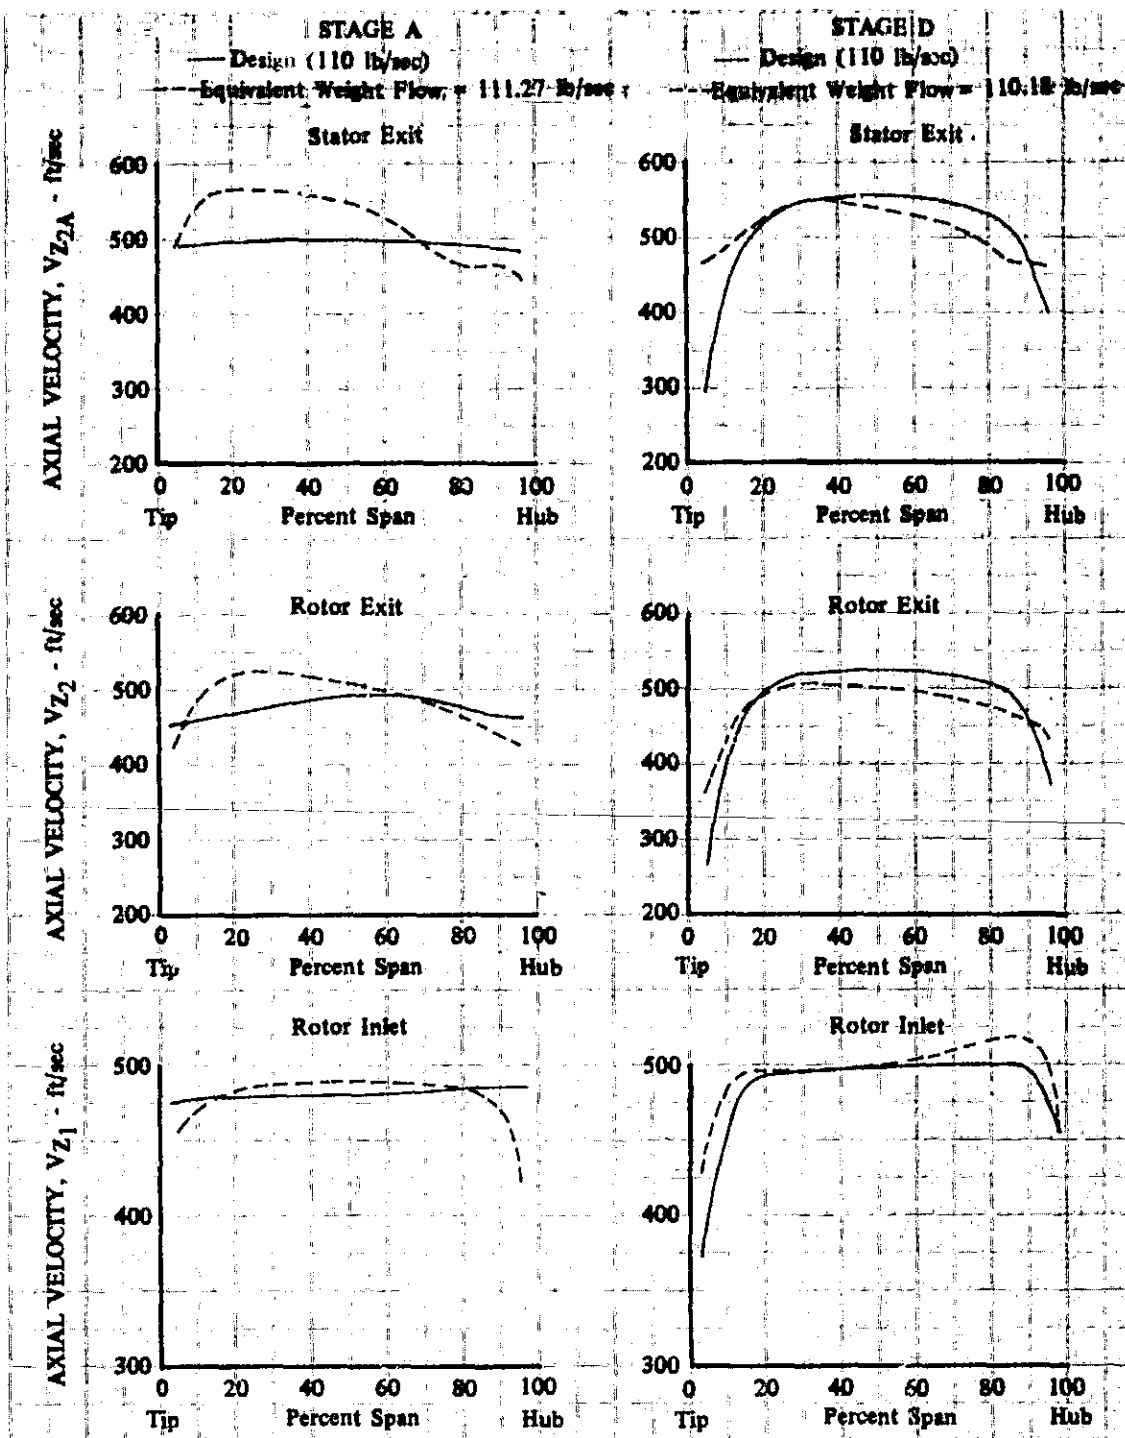 STAGE A
Design (110 lb/sec)
Equivalent Weight Flow = 111.27 lb/sec
STAGE D
Design (110 lb/sec)
Equivalent Weight Flow = 110.18 lb/sec
AXIAL VELOCITY, VZ2A - ft/sec
Stator Exit
600
500
400
300
200
0 20 40 60 80 100
Tip Percent Span Hub
Stator Exit
600
500
400
300
200
0 20 40 60 80 100
Tip Percent Span Hub
AXIAL VELOCITY, VZ2 - ft/sec
Rotor Exit
600
500
400
300
200
0 20 40 60 80 100
Tip Percent Span Hub
Rotor Exit
600
500
400
300
200
0 20 40 60 80 100
Tip Percent Span Hub
AXIAL VELOCITY, VZ1 - ft/sec
Rotor Inlet
500
400
300
0 20 40 60 80 100
Tip Percent Span Hub
Rotor Inlet
500
400
300
0 20 40 60 80 100
Tip Percent Span Hub